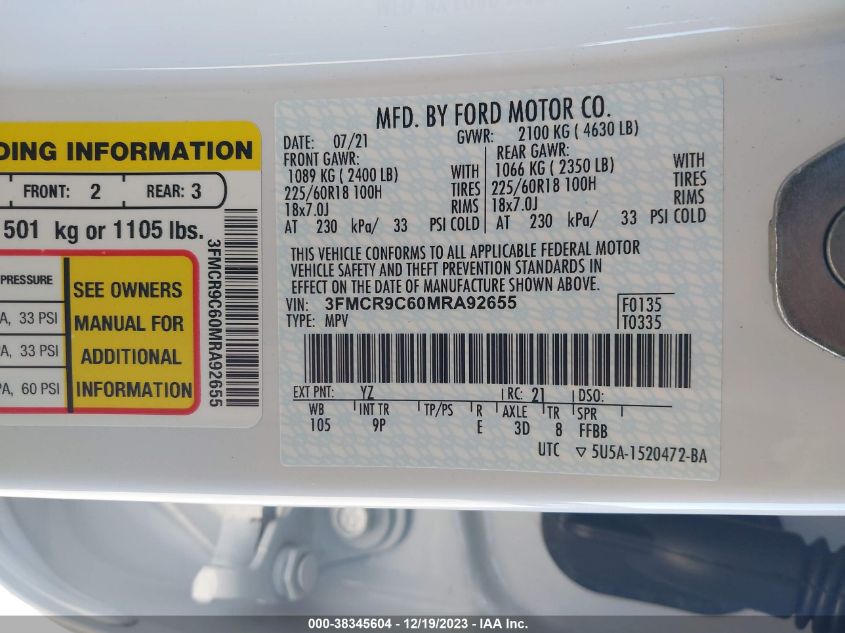 DING INFORMATION
FRONT: 2 REAR: 3
501 kg or 1105 lbs.
PRESSURE
A, 33 PSI
A, 33 PSI
PA, 60 PSI
SEE OWNERS
MANUAL FOR
ADDITIONAL
INFORMATION
3FMCR9C60MRA92655
MFD. BY FORD MOTOR CO.
DATE: 07/21 GVWR: 2100 KG ( 4630 LB)
FRONT GAWR: REAR GAWR:
1089 KG ( 2400 LB) WITH 1066 KG ( 2350 LB) WITH
225/60R18 100H TIRES 225/60R18 100H TIRES
18x7.0J RIMS 18x7.0J RIMS
AT 230 kPa/ 33 PSI COLD AT 230 kPa/ 33 PSI COLD
THIS VEHICLE CONFORMS TO ALL APPLICABLE FEDERAL MOTOR
VEHICLE SAFETY AND THEFT PREVENTION STANDARDS IN
EFFECT ON THE DATE OF MANUFACTURE SHOWN ABOVE.
VIN: 3FMCR9C60MRA92655 F0135
TYPE: MPV T0335
EXT PNT: YZ RC: 21 DSO:
WB INT TR TP/PS R AXLE TR SPR
105 9P E 3D 8 FFBB
UTC ▽ 5U5A-1520472-BA
000-38345604 - 12/19/2023 - IAA Inc.